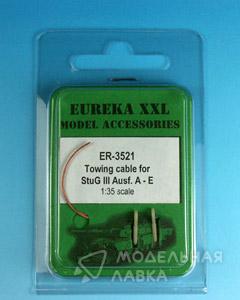 EUREKA XXL
MODEL ACCESSORIES
ER-3521
Towing cable for
StuG III Ausf. A - E
1:35 scale
МОДЕЛЬНАЯ
ЛАВКА